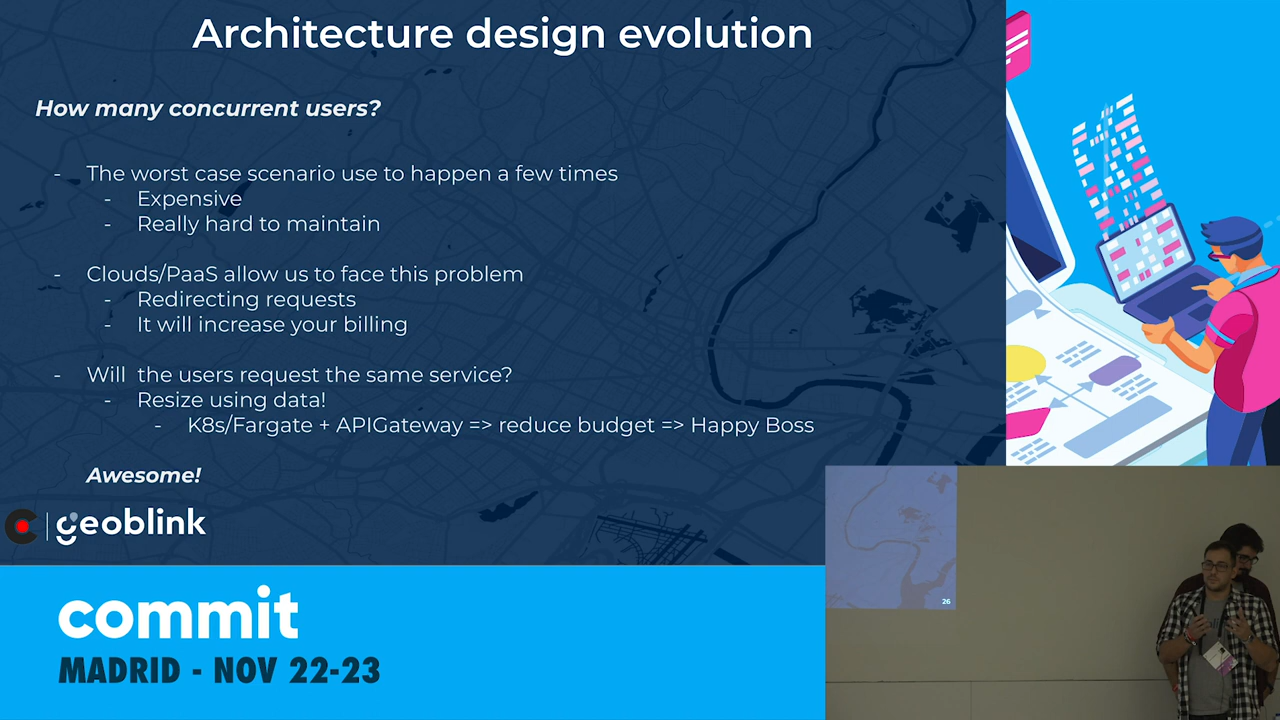 Architecture design evolution
How many concurrent users?
- The worst case scenario use to happen a few times
- Expensive
- Really hard to maintain
- Clouds/PaaS allow us to face this problem
- Redirecting requests
- It will increase your billing
- Will the users request the same service?
- Resize using data!
- K8s/Fargate + APIGateway => reduce budget => Happy Boss
Awesome!
geoblink
commit
MADRID - NOV 22-23
26